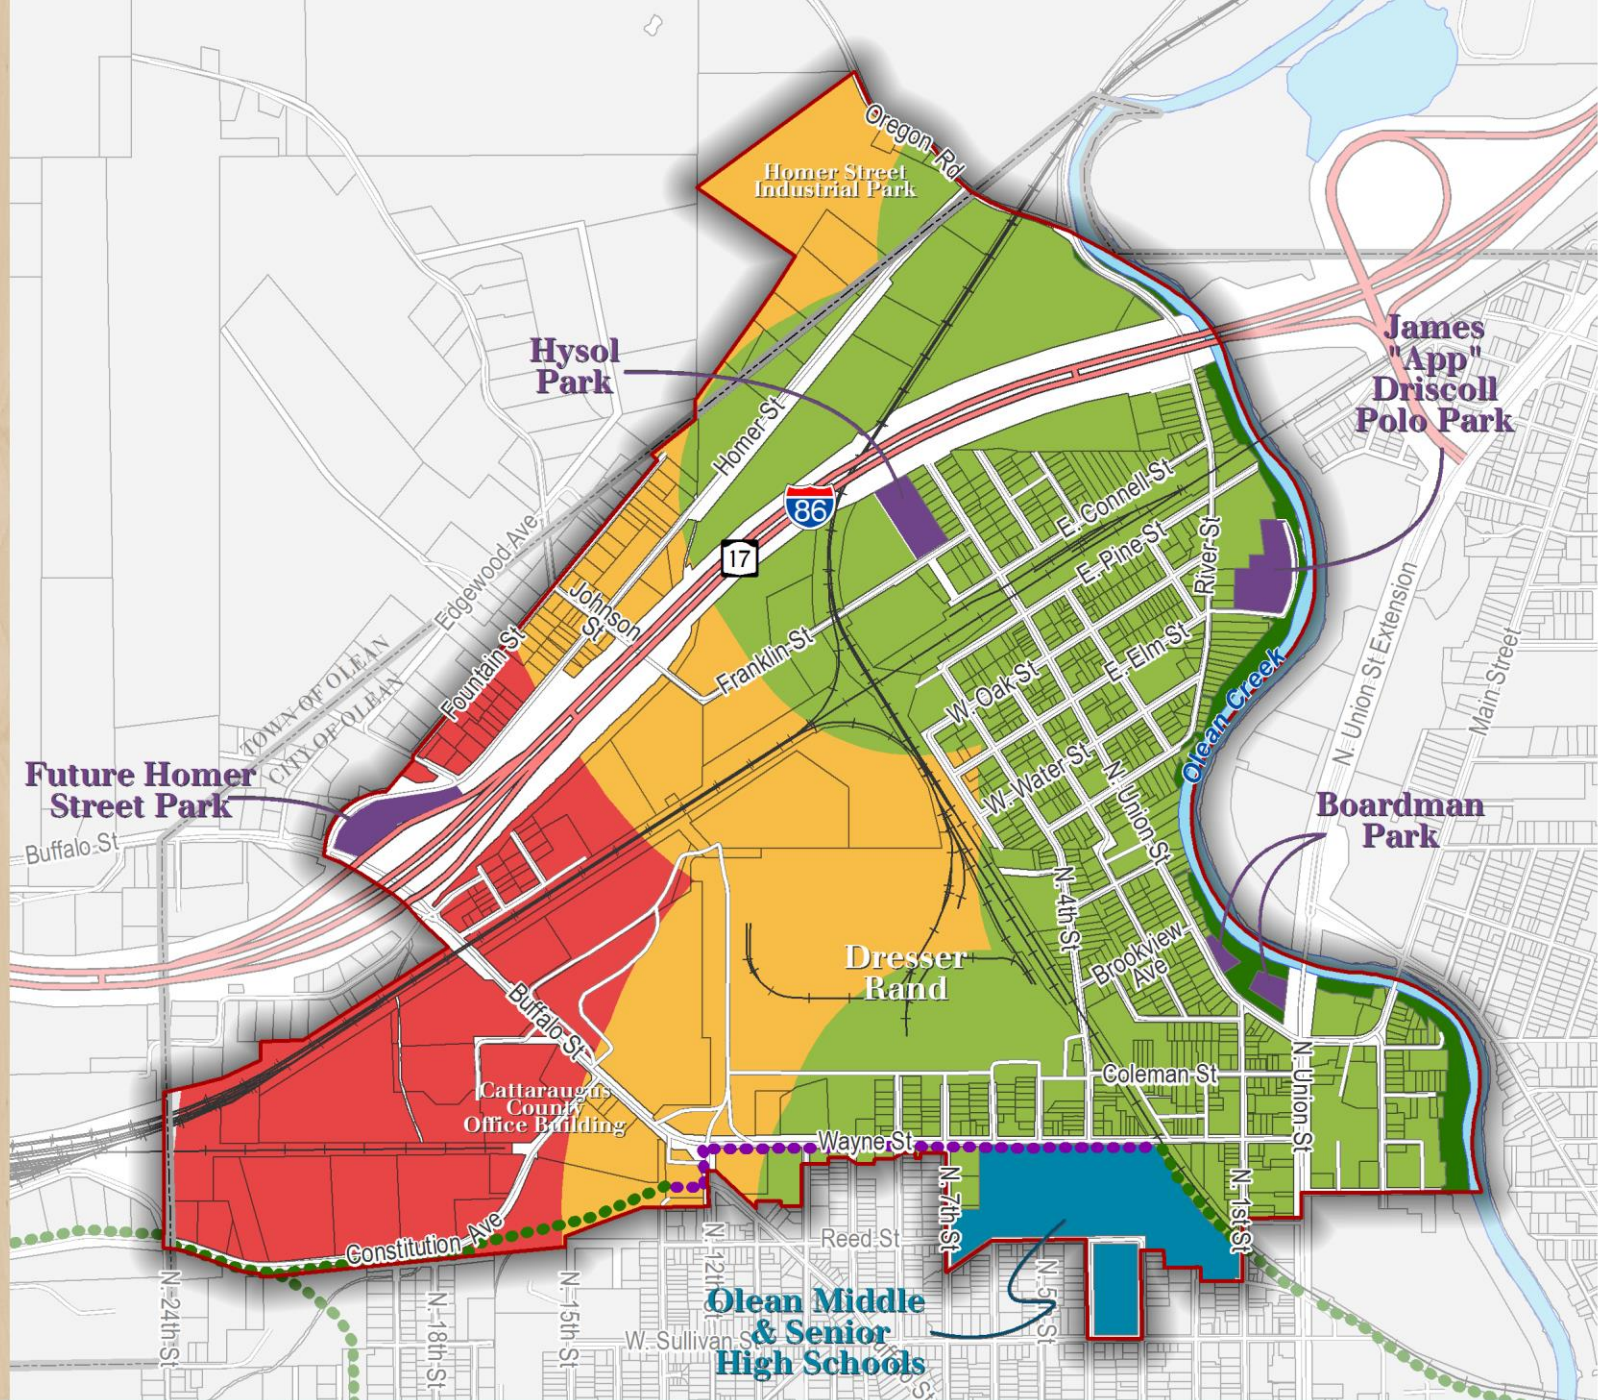 Oregon Rd
Homer Street
Industrial Park
Hysol
Park
James
"App"
Driscoll
Polo Park
Homer St
86
17
E. Connell St
E. Pine St
River St
Edgewood Ave
Johnson
St
Fountain St
Franklin St
E. Elm St
W. Oak St
N. Union St Extension
Main Street
TOWN OF OLEAN
CITY OF OLEAN
Olean Creek
Future Homer
Street Park
Buffalo St
W. Water St
N. Union St
Boardman
Park
N. 4th St
Brookview
Ave
Dresser
Rand
Buffalo St
Cattaraugus
County
Office Building
Coleman St
N. Union St
Wayne St
N. 7th St
N. 1st St
Constitution Ave
Reed St
N. 24th St
N. 18th St
N. 15th St
N. 12th St
N. 5th St
Olean Middle
& Senior
High Schools
W. Sullivan St